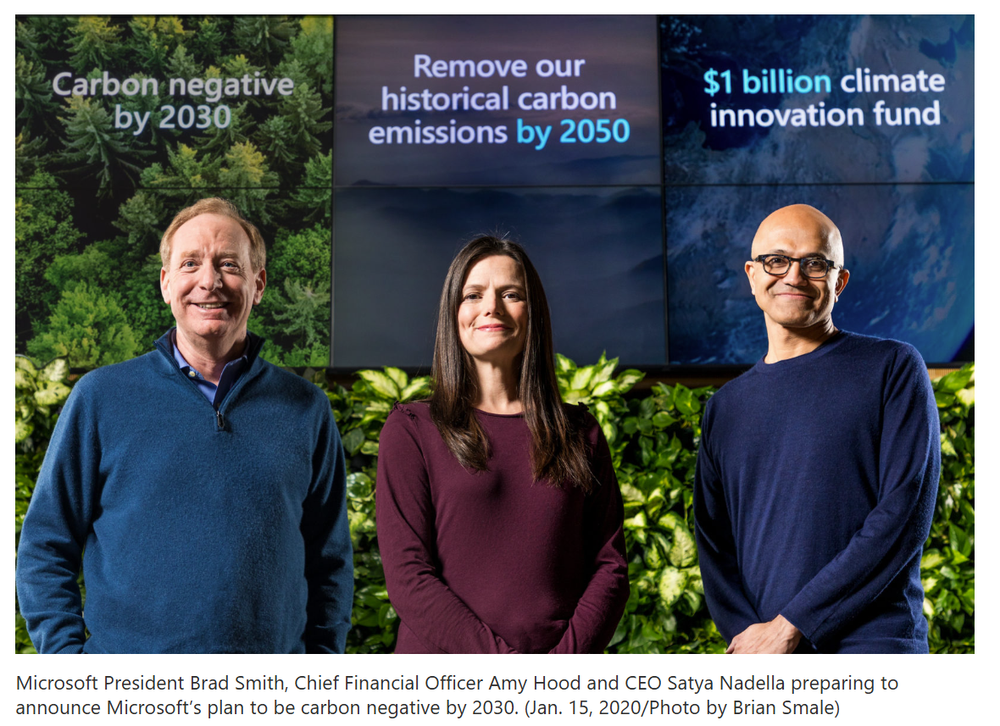 Carbon negative
by 2030
Remove our
historical carbon
emissions by 2050
$1 billion climate
innovation fund
Microsoft President Brad Smith, Chief Financial Officer Amy Hood and CEO Satya Nadella preparing to
announce Microsoft’s plan to be carbon negative by 2030. (Jan. 15, 2020/Photo by Brian Smale)